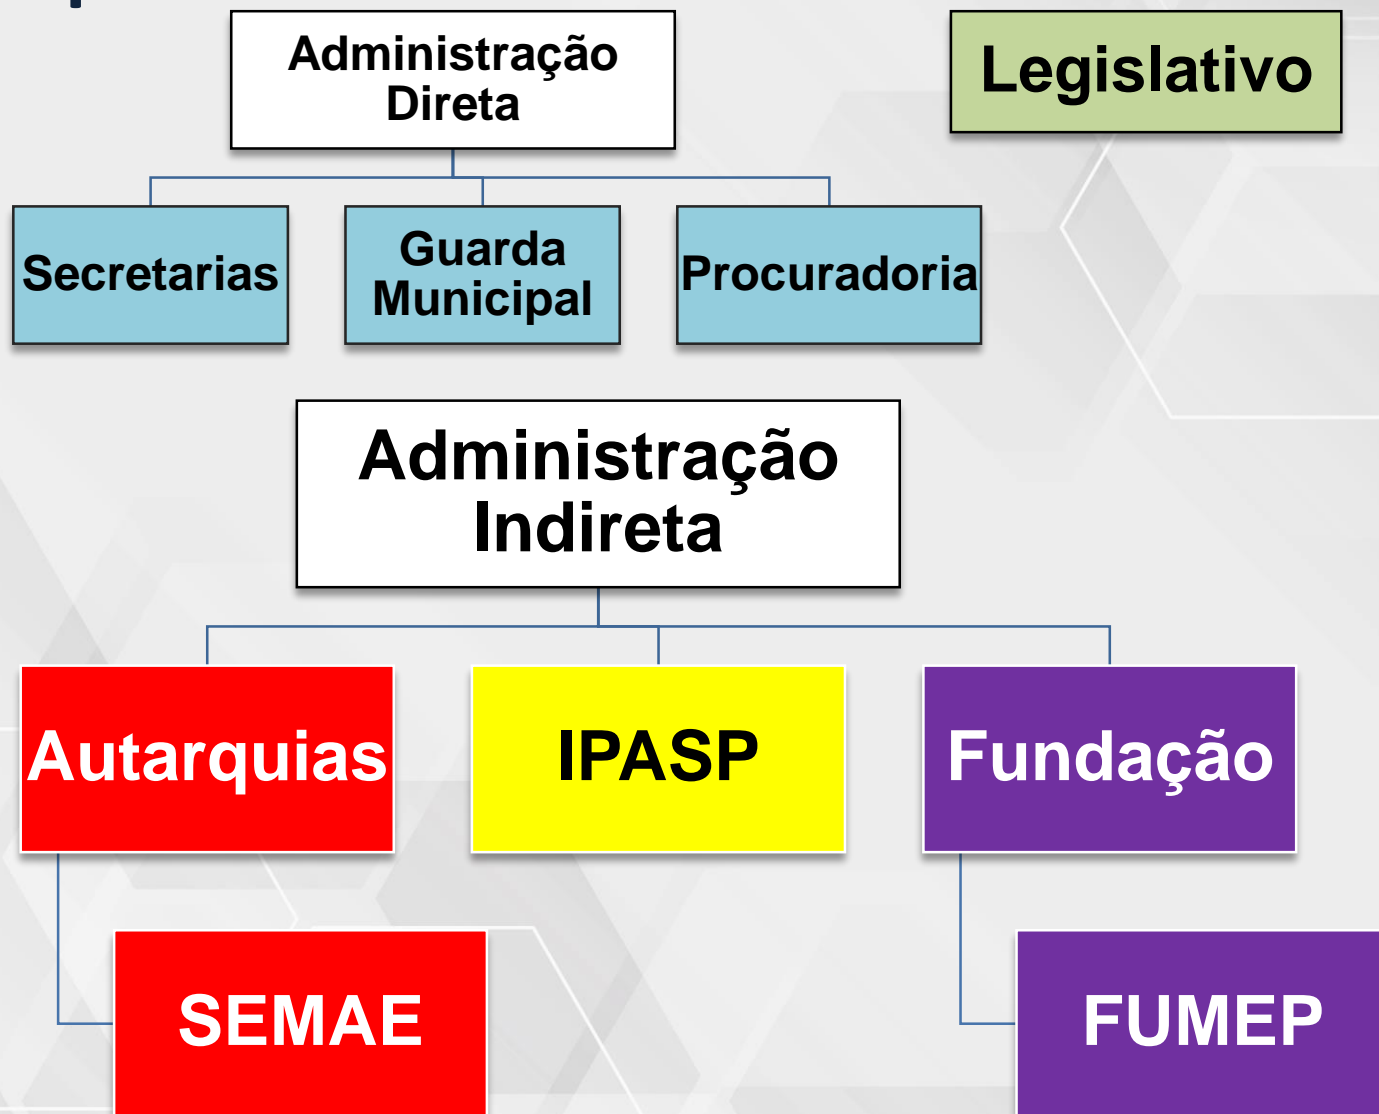 Administração
Direta
Legislativo
Secretarias
Guarda
Municipal
Procuradoria
Administração
Indireta
Autarquias
IPASP
Fundação
SEMAE
FUMEP